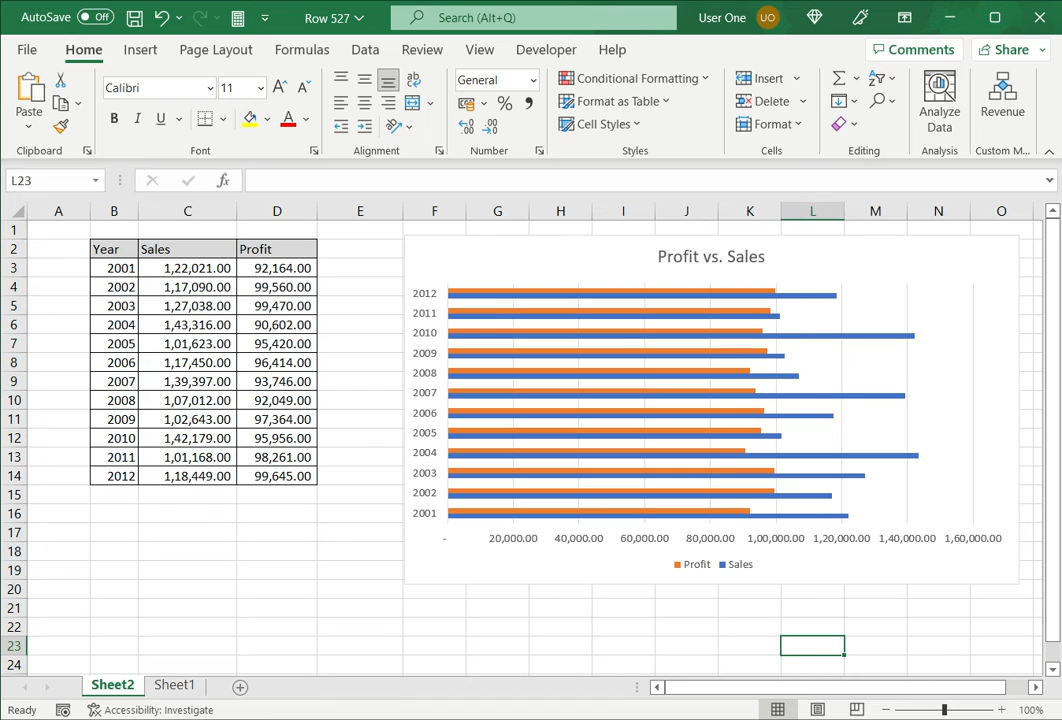 AutoSave Off Row 527 Search (Alt+Q) User One UO
File Home Insert Page Layout Formulas Data Review View Developer Help Comments Share
Calibri 11 General Conditional Formatting Insert
Paste Format as Table Delete Analyze Data Revenue
B I U A ab % Cell Styles Format
Clipboard Font Alignment Number Styles Cells Editing Analysis Custom M...
L23 fx
A B C D E F G H I J K L M N O
1
2 Year Sales Profit
3 2001 1,22,021.00 92,164.00
4 2002 1,17,090.00 99,560.00
5 2003 1,27,038.00 99,470.00
6 2004 1,43,316.00 90,602.00
7 2005 1,01,623.00 95,420.00
8 2006 1,17,450.00 96,414.00
9 2007 1,39,397.00 93,746.00
10 2008 1,07,012.00 92,049.00
11 2009 1,02,643.00 97,364.00
12 2010 1,42,179.00 95,956.00
13 2011 1,01,168.00 98,261.00
14 2012 1,18,449.00 99,645.00
15
16
17
18
19
20
21
22
23
24
Profit vs. Sales
2012
2011
2010
2009
2008
2007
2006
2005
2004
2003
2002
2001
- 20,000.00 40,000.00 60,000.00 80,000.00 1,00,000.00 1,20,000.00 1,40,000.00 1,60,000.00
Profit Sales
Sheet2 Sheet1
Ready Accessibility: Investigate 100%